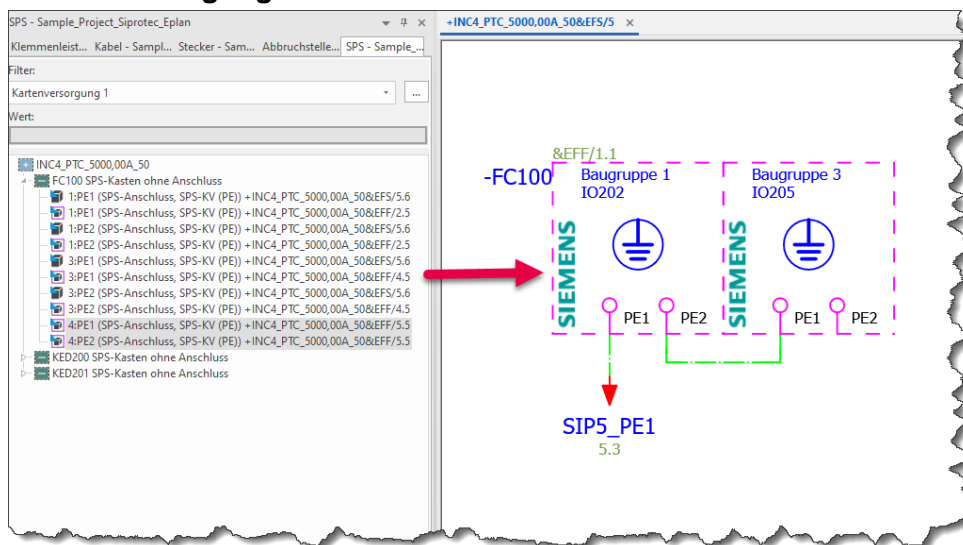 SPS - Sample_Project_Siprotec_Eplan
Klemmenleist... Kabel - Sampl... Stecker - Sam... Abbruchstelle... SPS - Sample_...
Filter:
Kartenversorgung 1
...
Wert:
INC4_PTC_5000,00A_50
FC100 SPS-Kasten ohne Anschluss
1:PE1 (SPS-Anschluss, SPS-KV (PE)) +INC4_PTC_5000,00A_50&EFS/5.6
1:PE1 (SPS-Anschluss, SPS-KV (PE)) +INC4_PTC_5000,00A_50&EFF/2.5
1:PE2 (SPS-Anschluss, SPS-KV (PE)) +INC4_PTC_5000,00A_50&EFS/5.6
1:PE2 (SPS-Anschluss, SPS-KV (PE)) +INC4_PTC_5000,00A_50&EFF/2.5
3:PE1 (SPS-Anschluss, SPS-KV (PE)) +INC4_PTC_5000,00A_50&EFS/5.6
3:PE1 (SPS-Anschluss, SPS-KV (PE)) +INC4_PTC_5000,00A_50&EFF/4.5
3:PE2 (SPS-Anschluss, SPS-KV (PE)) +INC4_PTC_5000,00A_50&EFS/5.6
3:PE2 (SPS-Anschluss, SPS-KV (PE)) +INC4_PTC_5000,00A_50&EFF/4.5
4:PE1 (SPS-Anschluss, SPS-KV (PE)) +INC4_PTC_5000,00A_50&EFF/5.5
4:PE2 (SPS-Anschluss, SPS-KV (PE)) +INC4_PTC_5000,00A_50&EFF/5.5
KED200 SPS-Kasten ohne Anschluss
KED201 SPS-Kasten ohne Anschluss
+INC4_PTC_5000,00A_50&EFS/5
&EFF/1.1
-FC100
Baugruppe 1
IO202
SIEMENS
PE1 PE2
Baugruppe 3
IO205
SIEMENS
PE1 PE2
SIP5_PE1
5.3